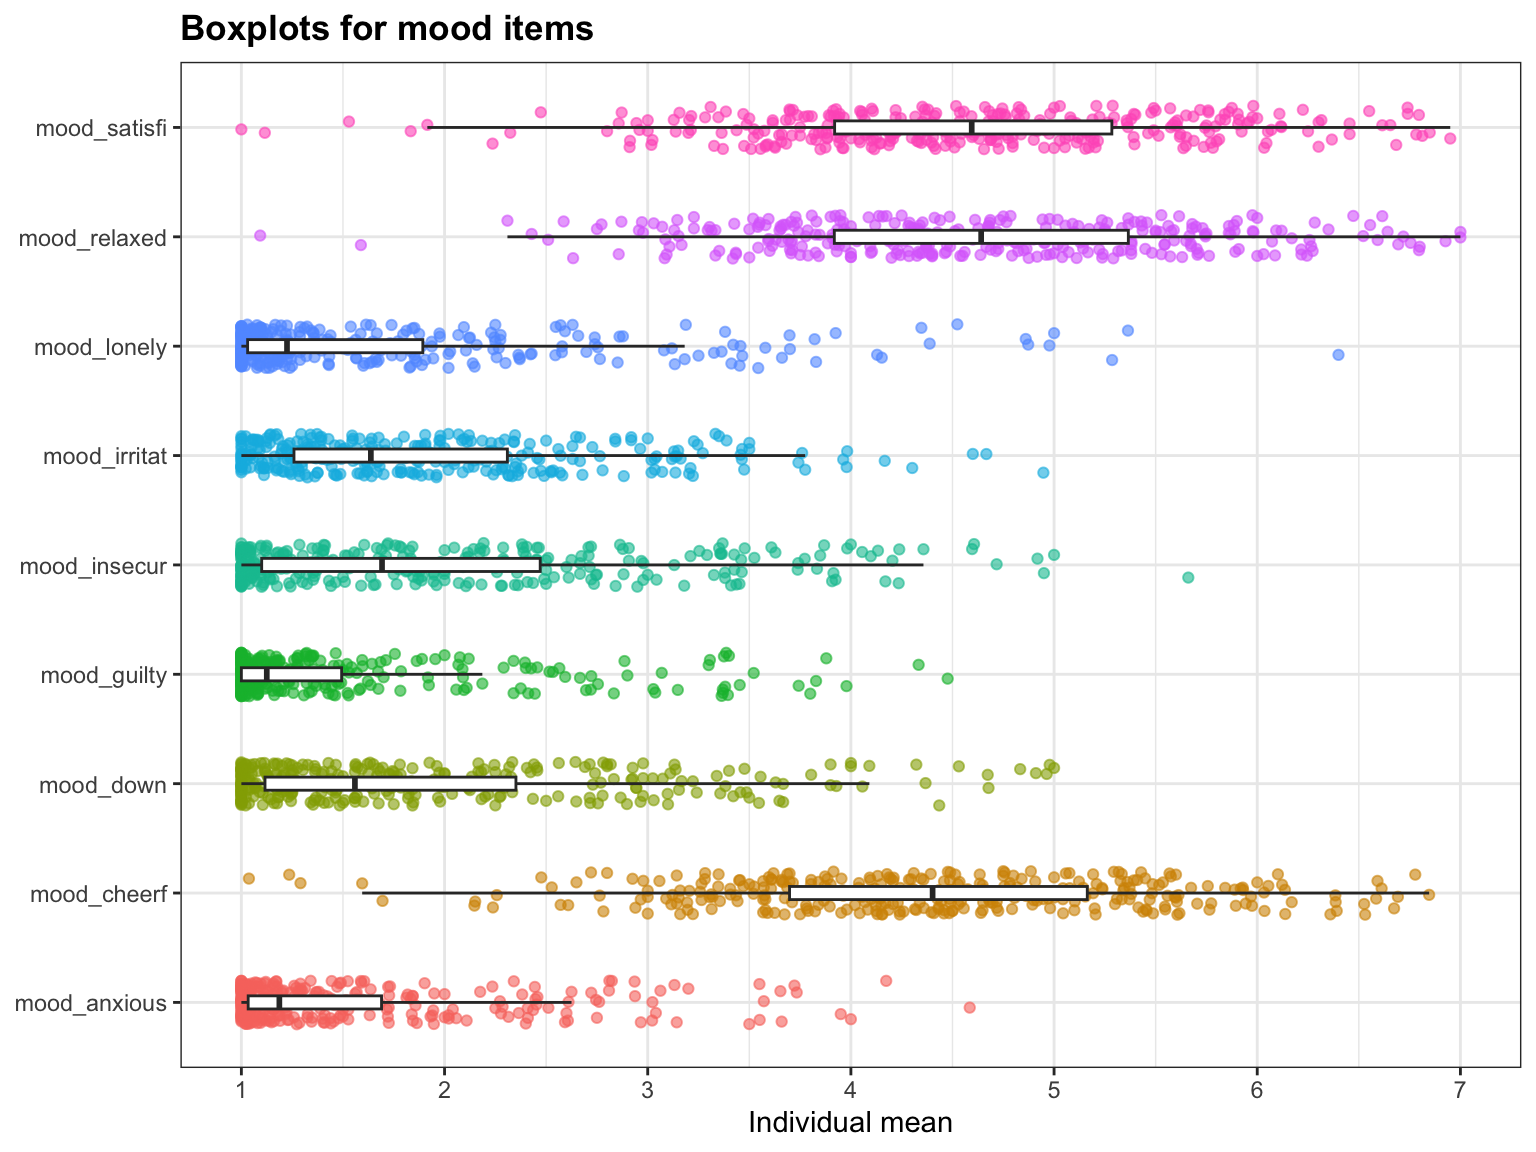 Boxplots for mood items
mood_satisfi
mood_relaxed
mood_lonely
mood_irritat
mood_insecur
mood_guilty
mood_down
mood_cheerf
mood_anxious
1 2 3 4 5 6 7
Individual mean